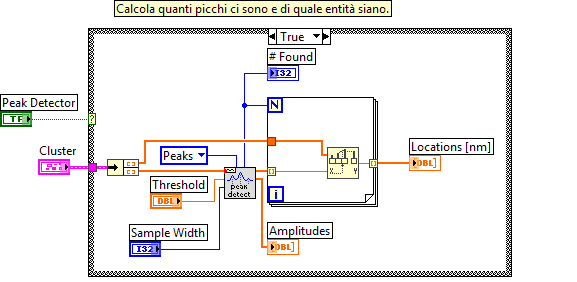 Calcola quanti picchi ci sono e di quale entità siano.
True
# Found
I32
Peak Detector
TF
?
N
Cluster
Peaks
Locations [nm]
DBL
X....
Y
Threshold
DBL
peak
detect
i
Sample Width
I32
Amplitudes
DBL